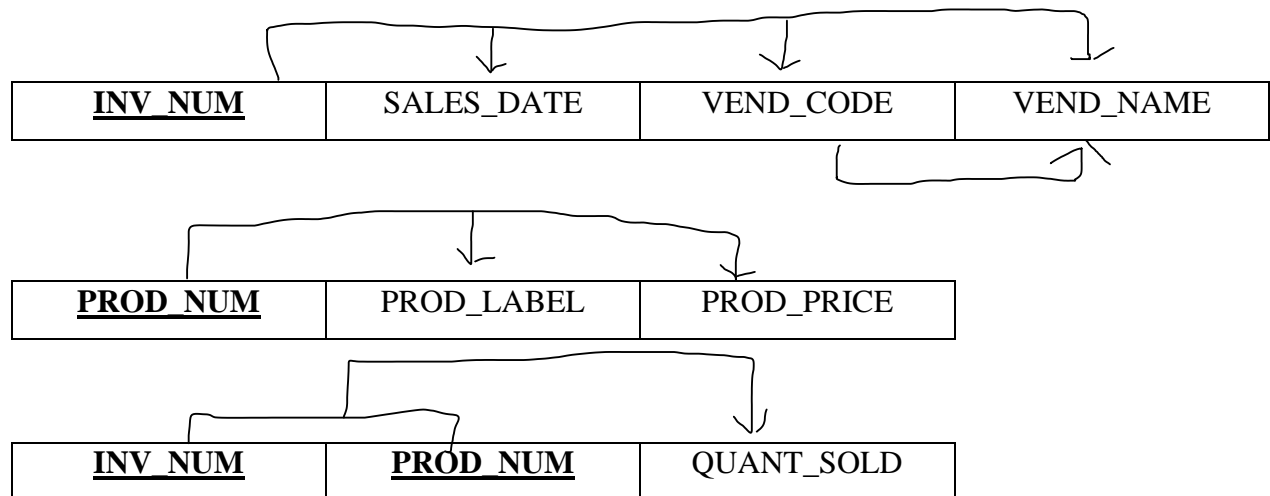 INV_NUM SALES_DATE VEND_CODE VEND_NAME
PROD_NUM PROD_LABEL PROD_PRICE
INV_NUM PROD_NUM QUANT_SOLD